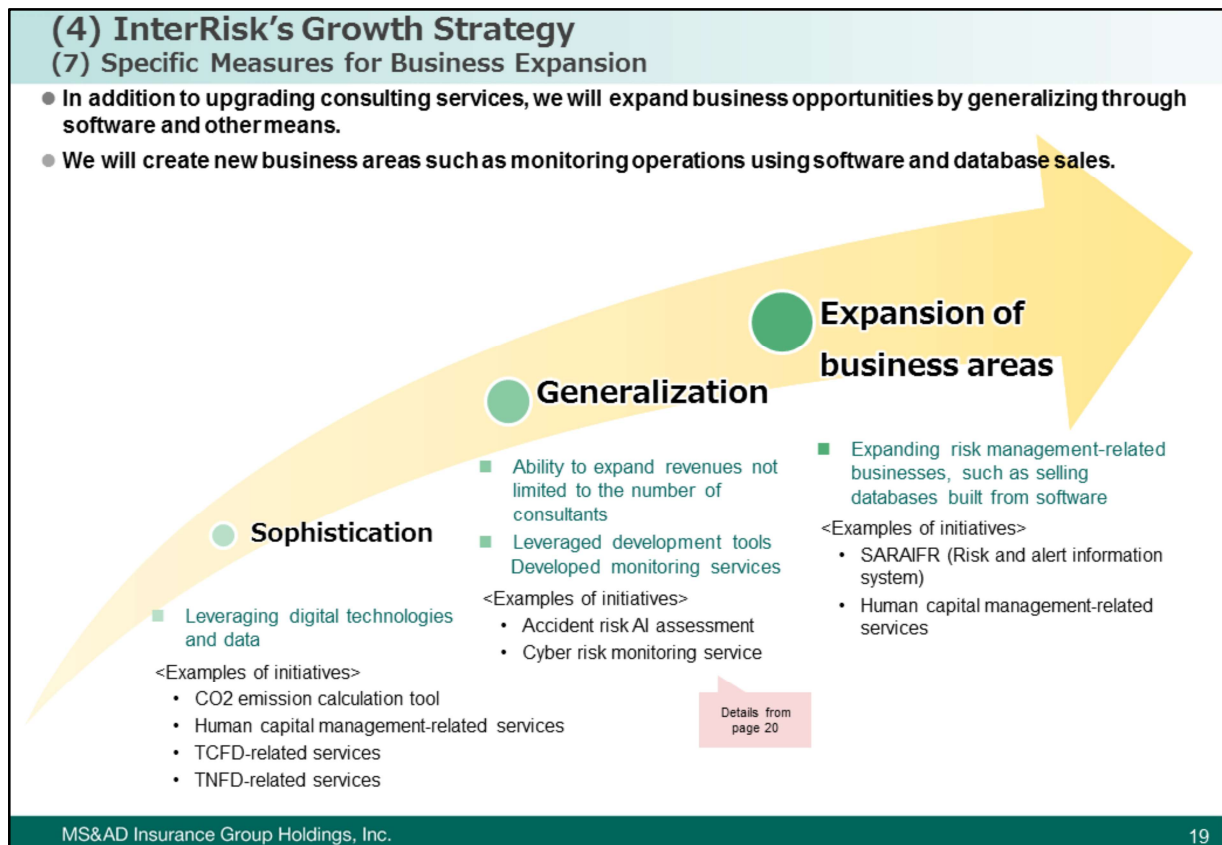 (4) InterRisk's Growth Strategy
(7) Specific Measures for Business Expansion
● In addition to upgrading consulting services, we will expand business opportunities by generalizing through
software and other means.
● We will create new business areas such as monitoring operations using software and database sales.
Expansion of
business areas
■ Expanding risk management-related
businesses, such as selling
databases built from software
<Examples of initiatives>
• SARAIFR (Risk and alert information
system)
• Human capital management-related
services
Generalization
■ Ability to expand revenues not
limited to the number of
consultants
■ Leveraged development tools
Developed monitoring services
<Examples of initiatives>
• Accident risk AI assessment
• Cyber risk monitoring service
Details from
page 20
Sophistication
■ Leveraging digital technologies
and data
<Examples of initiatives>
• CO2 emission calculation tool
• Human capital management-related services
• TCFD-related services
• TNFD-related services
MS&AD Insurance Group Holdings, Inc.
19